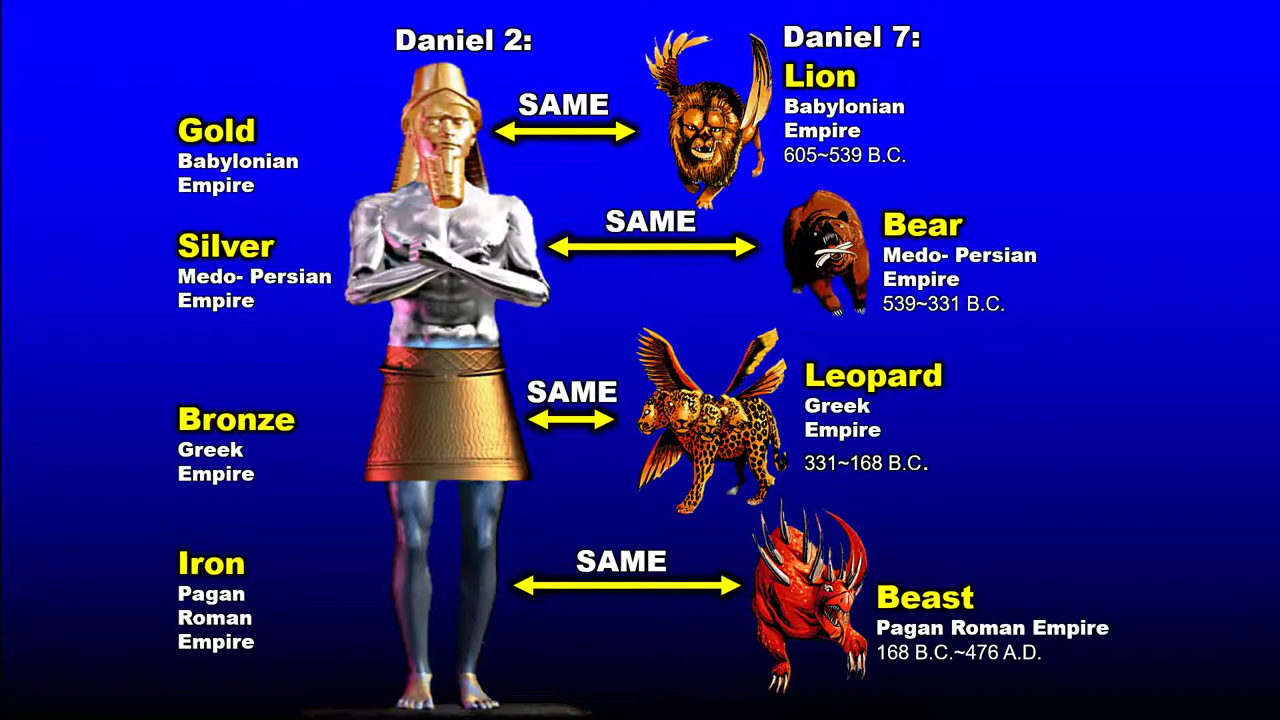 Daniel 2:
Gold
Babylonian
Empire
Silver
Medo- Persian
Empire
Bronze
Greek
Empire
Iron
Pagan
Roman
Empire
SAME
SAME
SAME
SAME
Daniel 7:
Lion
Babylonian
Empire
605~539 B.C.
Bear
Medo- Persian
Empire
539~331 B.C.
Leopard
Greek
Empire
331~168 B.C.
Beast
Pagan Roman Empire
168 B.C.~476 A.D.